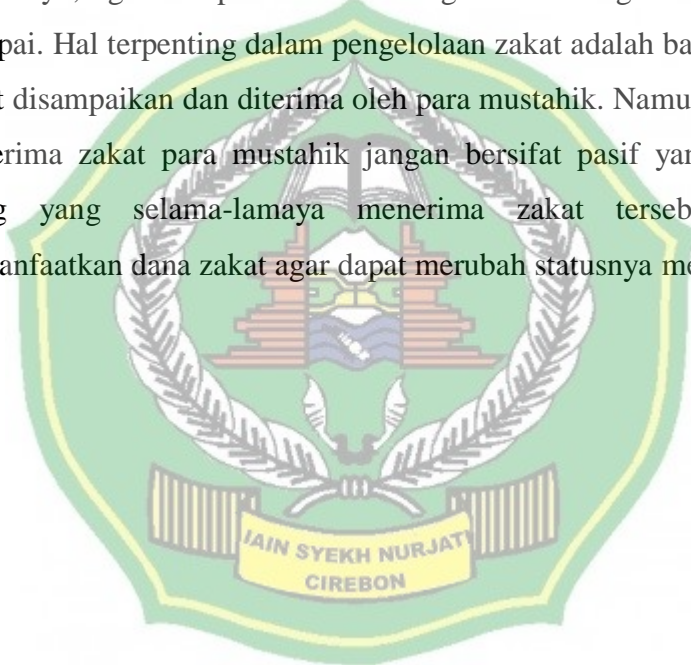 pai. Hal terpenting dalam pengelolaan zakat adalah ba
t disampaikan dan diterima oleh para mustahik. Namu
erima zakat para mustahik jangan bersifat pasif yan
g yang selama-lamaya menerima zakat terseb
anfaatkan dana zakat agar dapat merubah statusnya me
IAIN SYEKH NURJATI
CIREBON